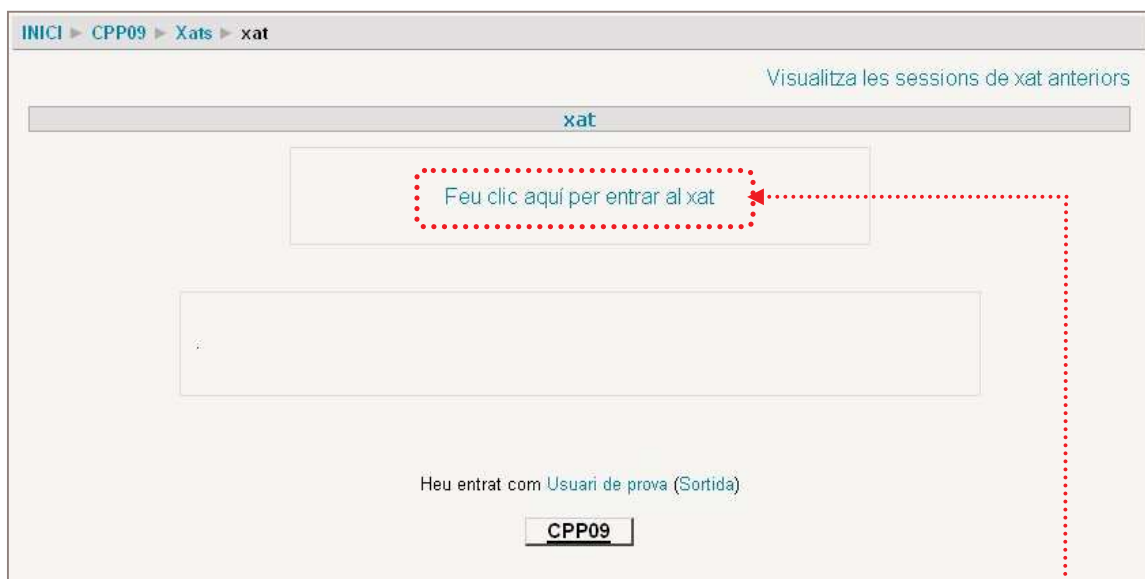 INICI ► CPP09 ► Xats ► xat
Visualitza les sessions de xat anteriors
xat
Feu clic aquí per entrar al xat
.
Heu entrat com Usuari de prova (Sortida)
CPP09